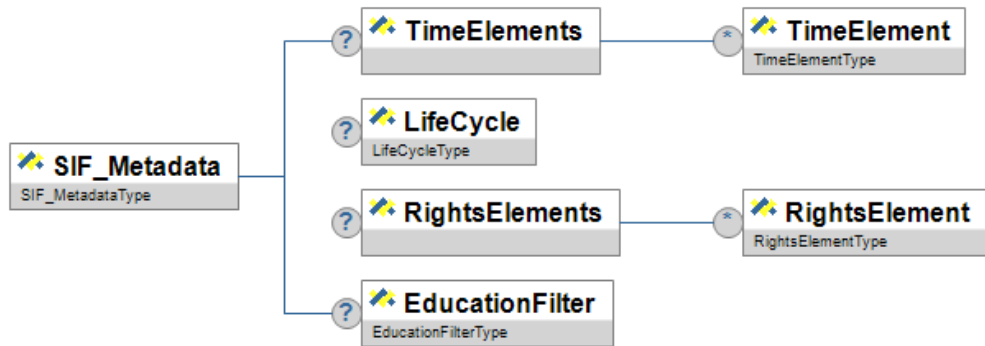 ? TimeElements
* TimeElement
TimeElementType
? LifeCycle
LifeCycleType
SIF_Metadata
SIF_MetadataType
? RightsElements
* RightsElement
RightsElementType
? EducationFilter
EducationFilterType